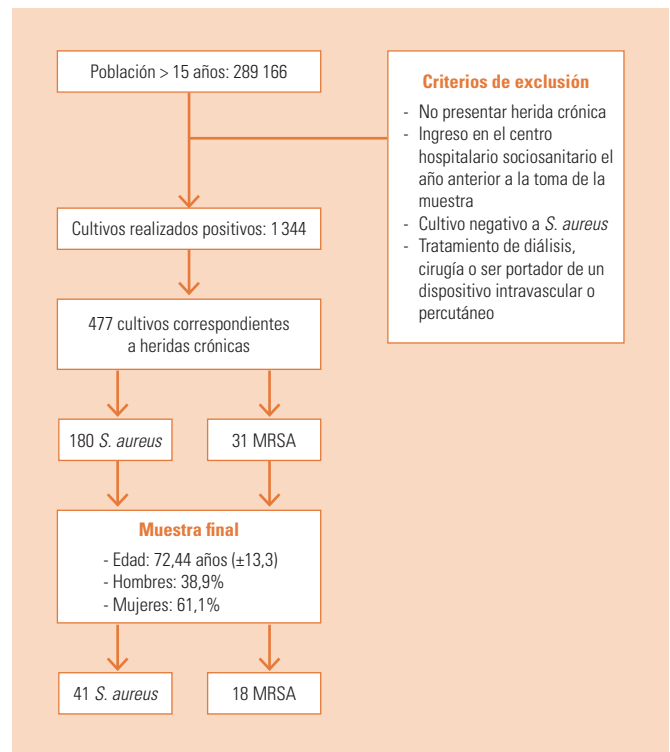 Población > 15 años: 289 166
Criterios de exclusión
- No presentar herida crónica
- Ingreso en el centro
hospitalario sociosanitario el
año anterior a la toma de la
muestra
- Cultivo negativo a S. aureus
- Tratamiento de diálisis,
cirugía o ser portador de un
dispositivo intravascular o
percutáneo
Cultivos realizados positivos: 1 344
477 cultivos correspondientes
a heridas crónicas
180 S. aureus
31 MRSA
Muestra final
- Edad: 72,44 años (±13,3)
- Hombres: 38,9%
- Mujeres: 61,1%
41 S. aureus
18 MRSA